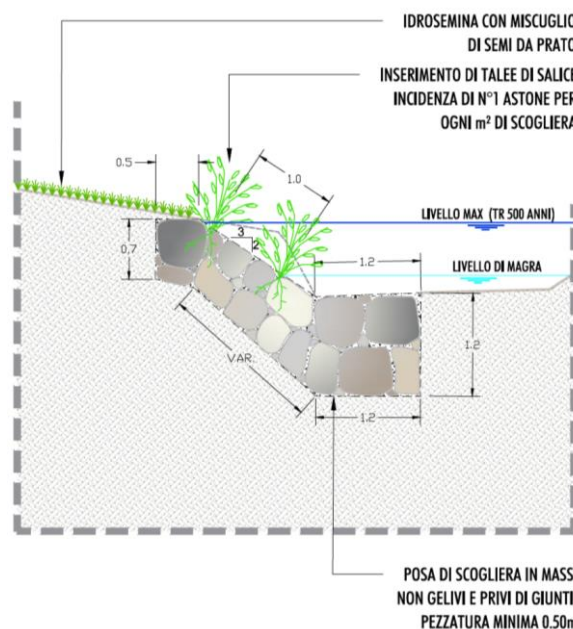 IDROSEMINA CON MISCUGLIO
DI SEMI DA PRATO
INSERIMENTO DI TALEE DI SALICE
INCIDENZA DI N°1 ASTONE PER
OGNI m² DI SCOGLIERA
0.5
1.0
LIVELLO MAX (TR 500 ANNI)
3
2
0.7
1.2
LIVELLO DI MAGRA
VAR.
1.2
1.2
POSA DI SCOGLIERA IN MASS
NON GELIVI E PRIVI DI GIUNTI
PEZZATURA MINIMA 0.50m